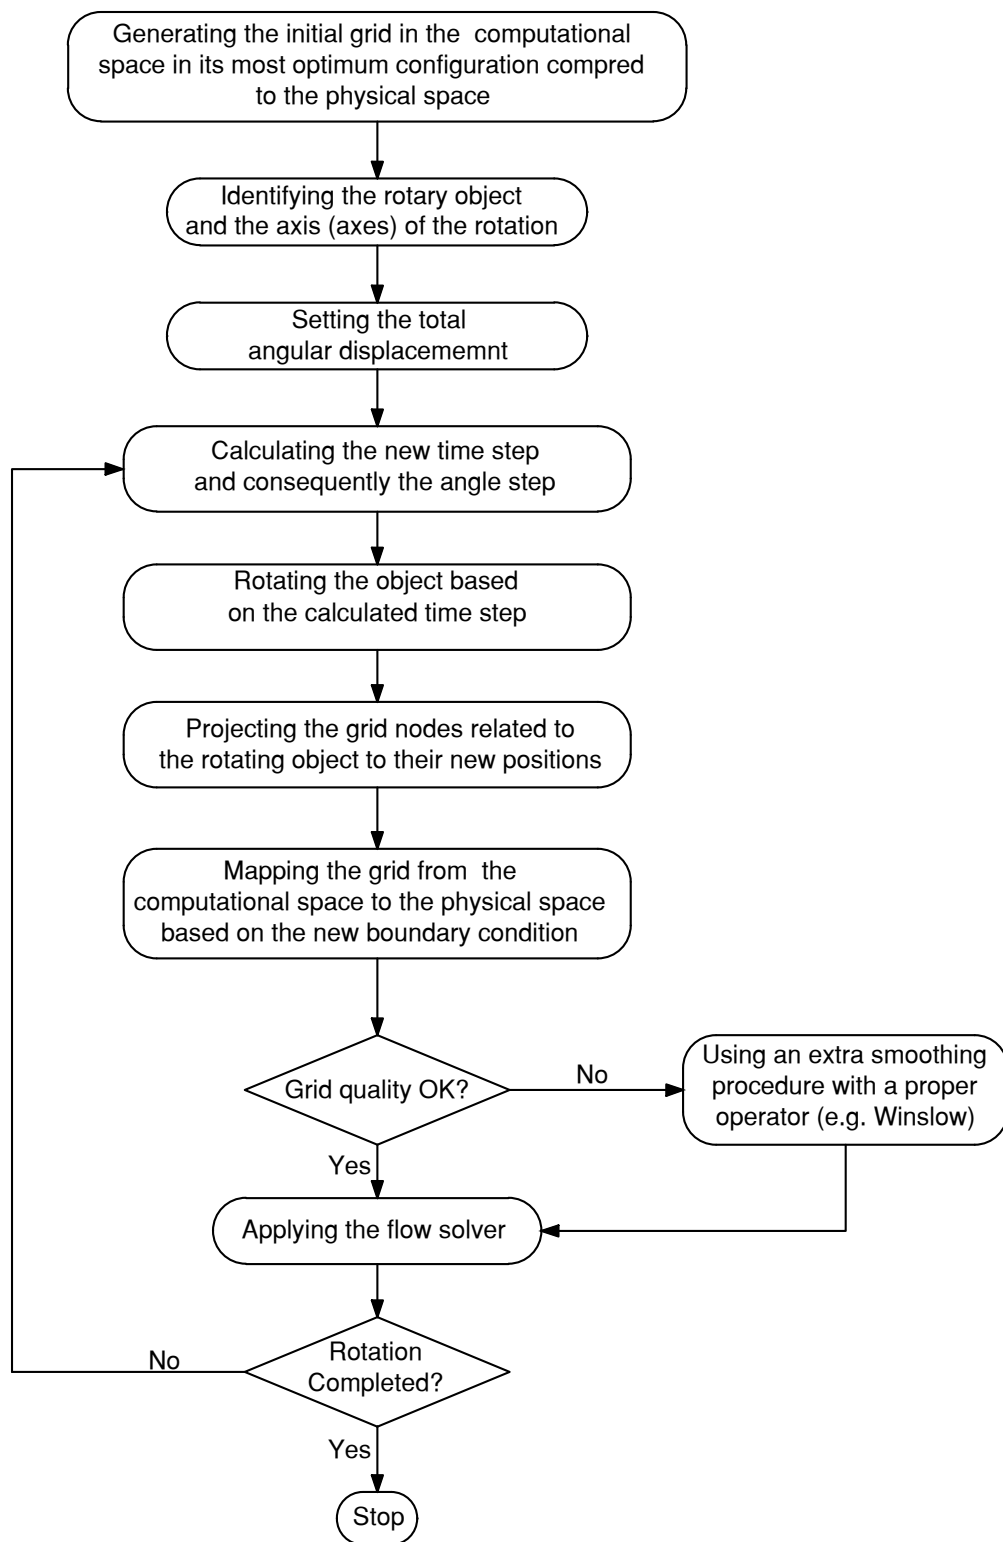 Generating the initial grid in the  computational
space in its most optimum configuration compred
to the physical space
Identifying the rotary object
and the axis (axes) of the rotation
Setting the total
angular displacememnt
Calculating the new time step
and consequently the angle step
Rotating the object based
on the calculated time step
Projecting the grid nodes related to
the rotating object to their new positions
Mapping the grid from  the
computational space to the physical space
based on the new boundary condition
Grid quality OK?
No
Using an extra smoothing
procedure with a proper
operator (e.g. Winslow)
Yes
Applying the flow solver
Rotation
Completed?
No
Yes
Stop